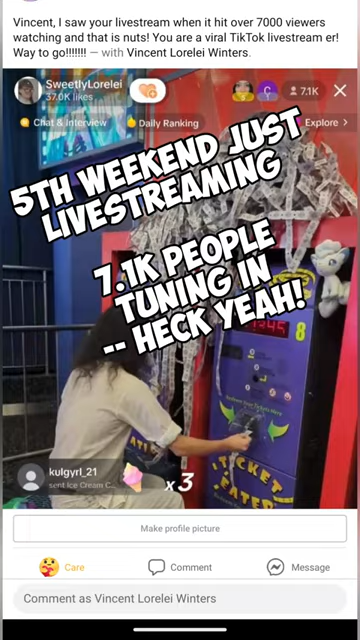 Vincent, I saw your livestream when it hit over 7000 viewers
watching and that is nuts! You are a viral TikTok livestream er!
Way to go!!!!!!! — with Vincent Lorelei Winters.
SweetlyLorelei
37.0K likes
7.1K
Chat & Interview
Daily Ranking
Explore >
5TH WEEKEND JUST
LIVESTREAMING
7.1K PEOPLE
TUNING IN
-- HECK YEAH!
8
TICKET
EATER
kulgyrl_21
sent Ice Cream C...
x3
Make profile picture
Care
Comment
Message
Comment as Vincent Lorelei Winters